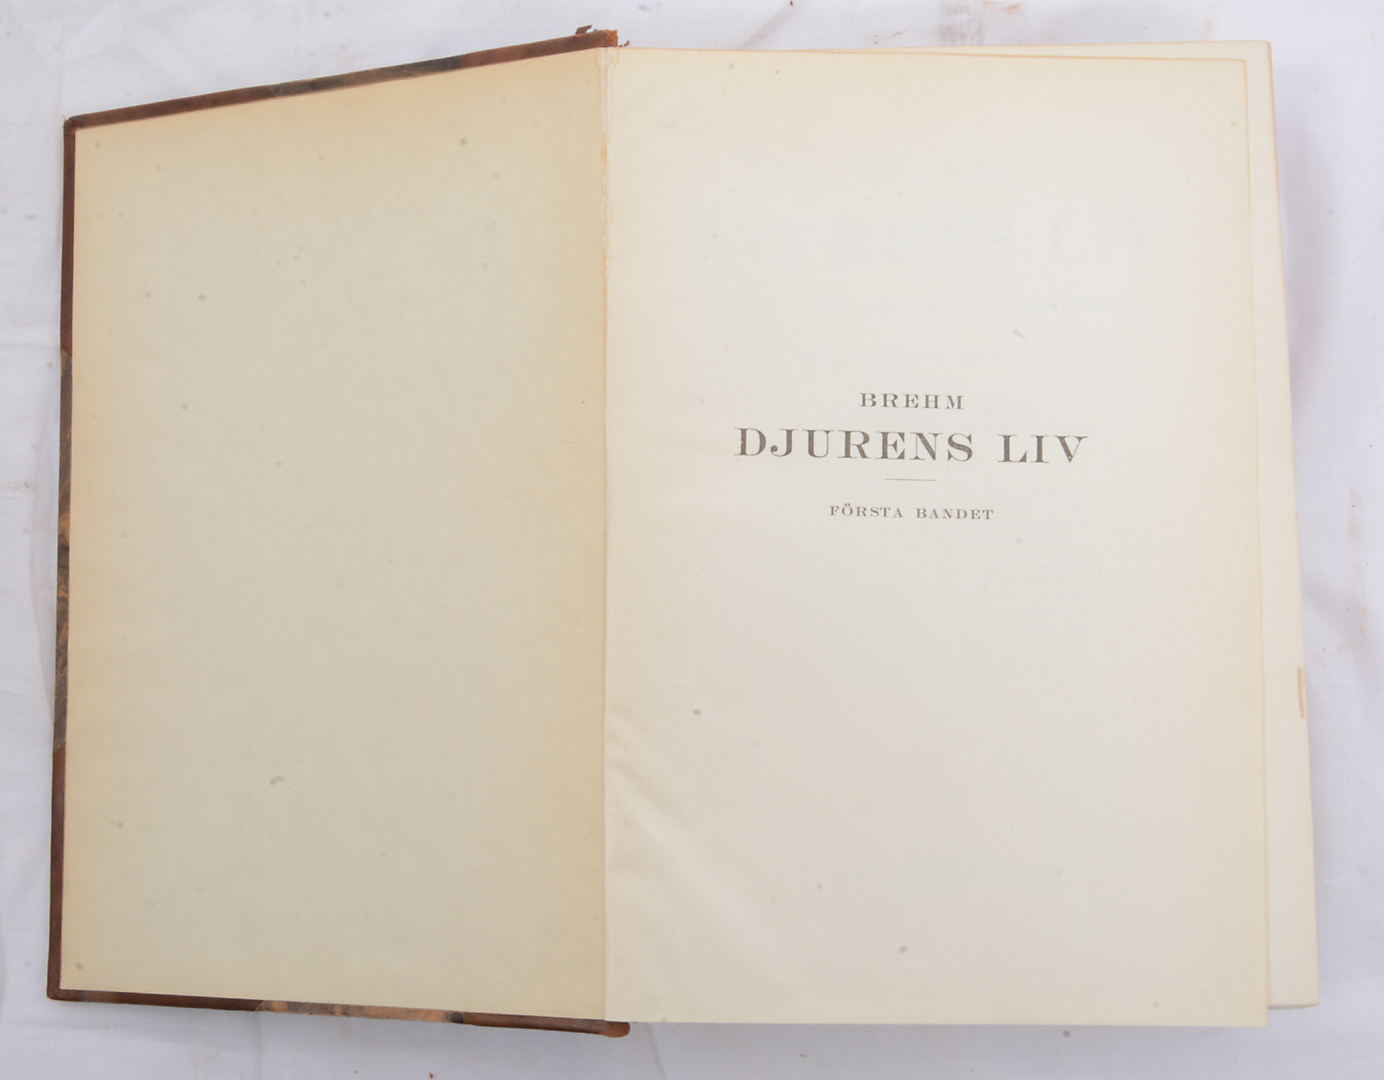 BREHM
DJURENS LIV
FÖRSTA BANDET